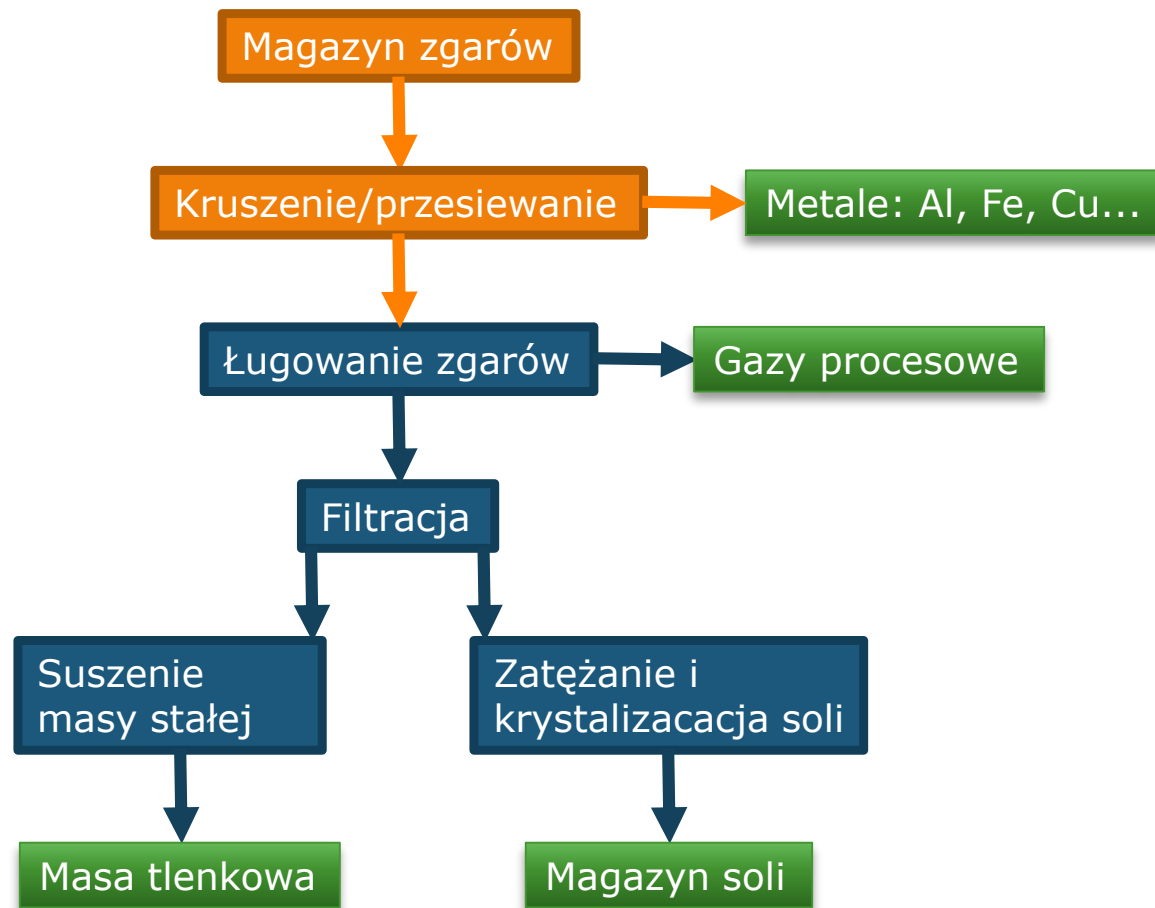 Magazyn zgarów
Kruszenie/przesiewanie
Metale: Al, Fe, Cu...
Ługowanie zgarów
Gazy procesowe
Filtracja
Suszenie
masy stałej
Zatężanie i
krystalizacacja soli
Masa tlenkowa
Magazyn soli